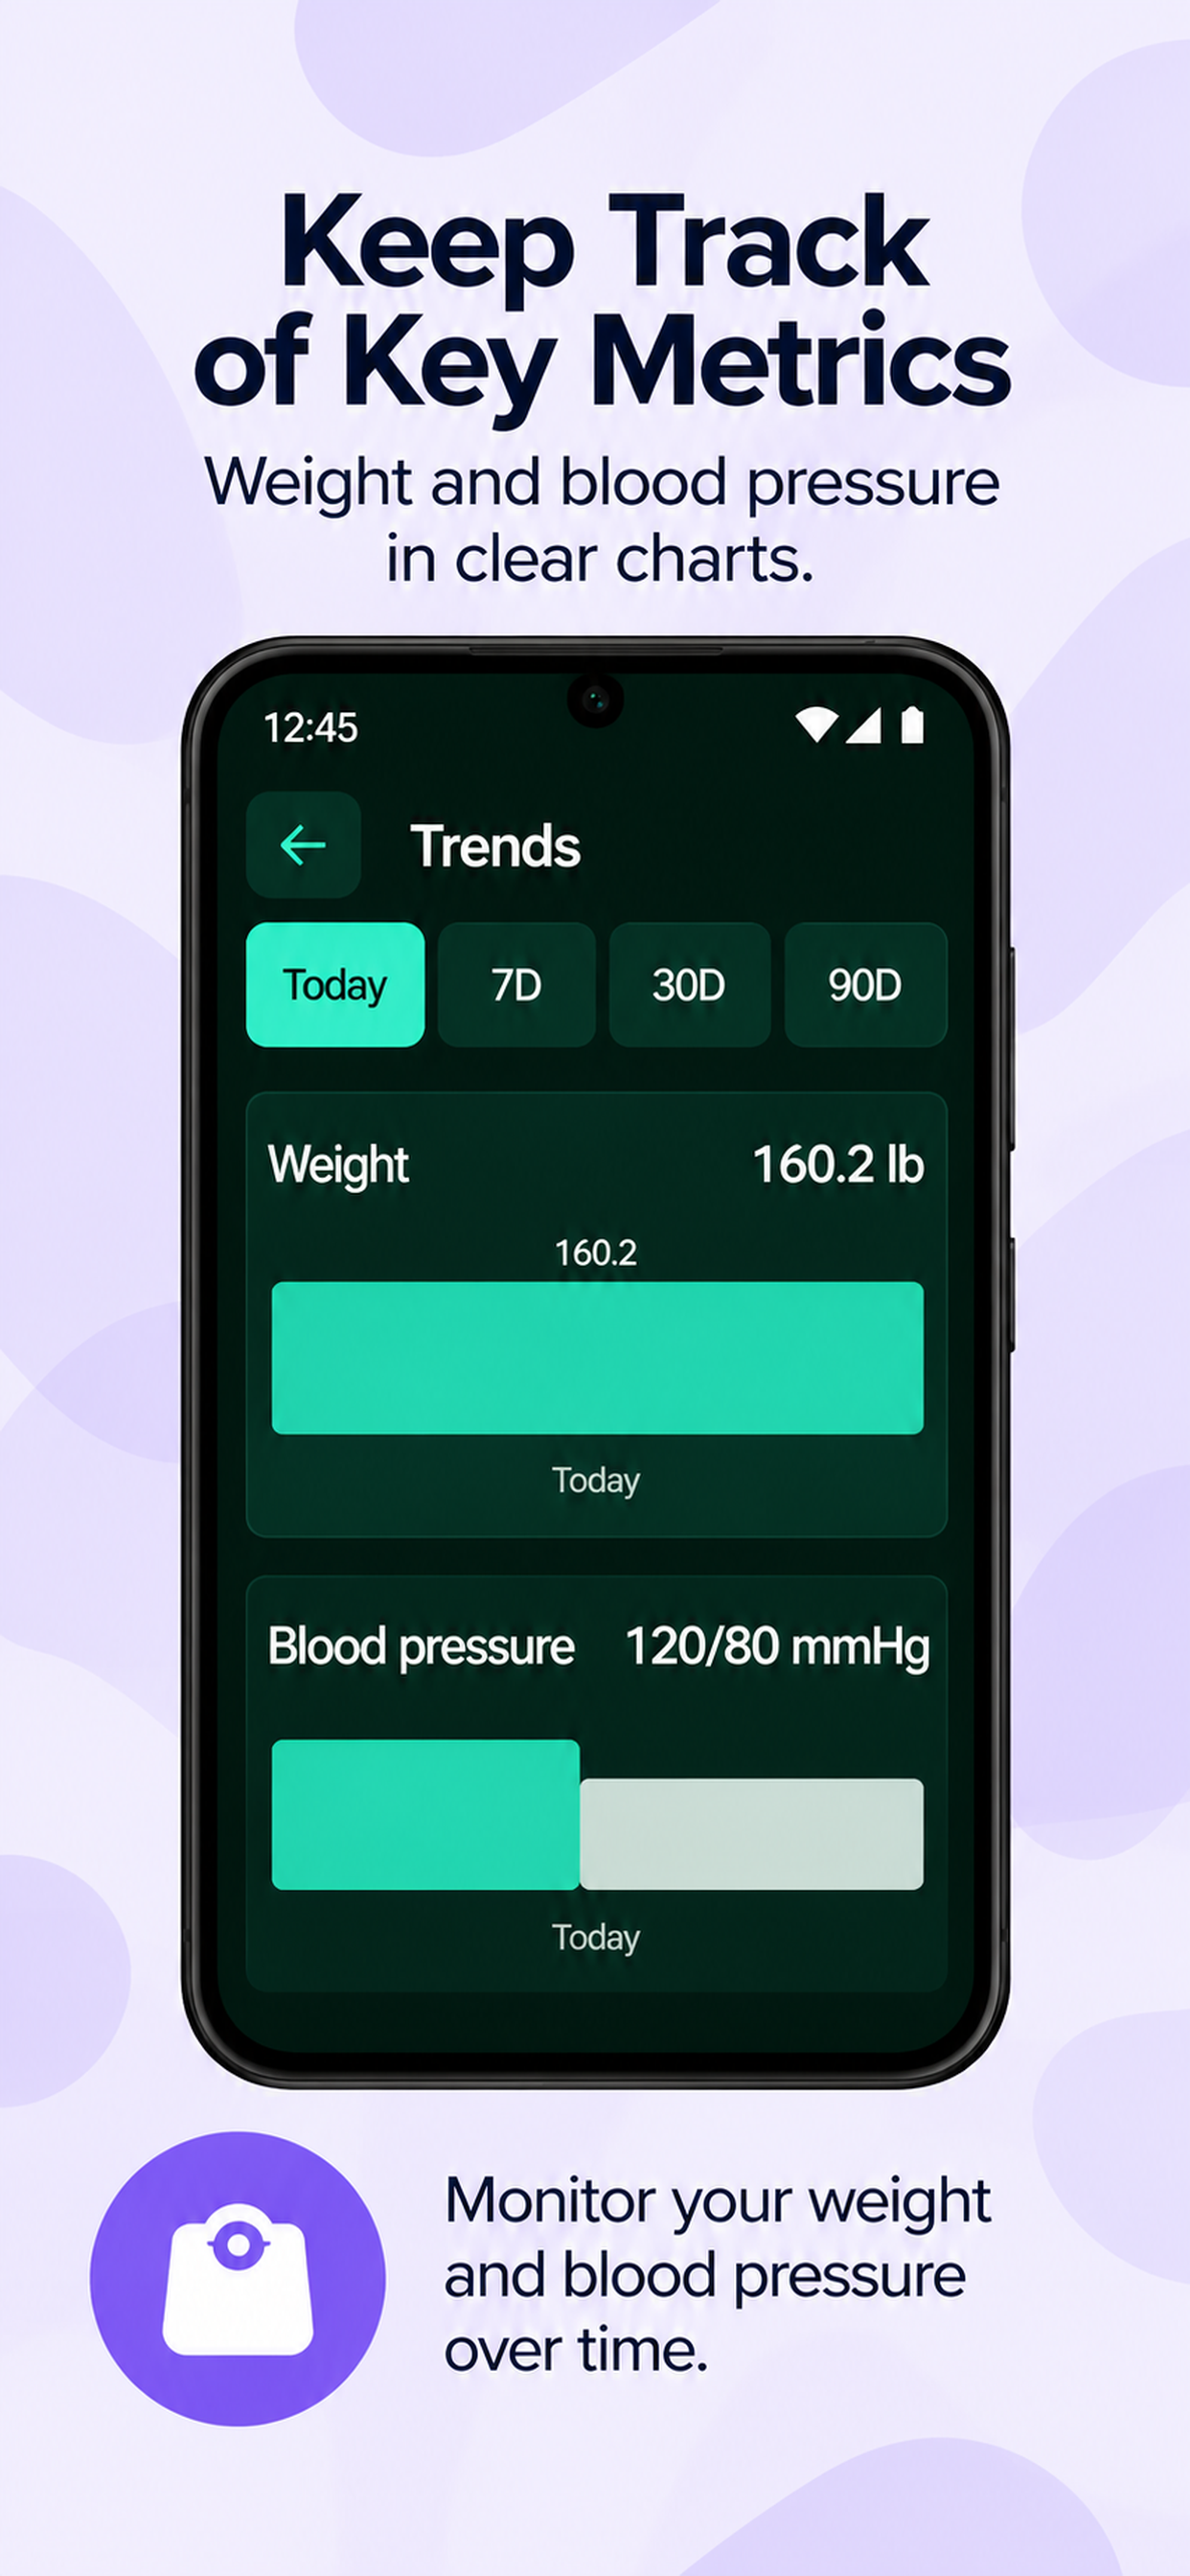 Keep Track
of Key Metrics
Weight and blood pressure
in clear charts.
12:45
Trends
Today 7D 30D 90D
Weight 160.2 lb
160.2
Today
Blood pressure 120/80 mmHg
Today
Monitor your weight
and blood pressure
over time.